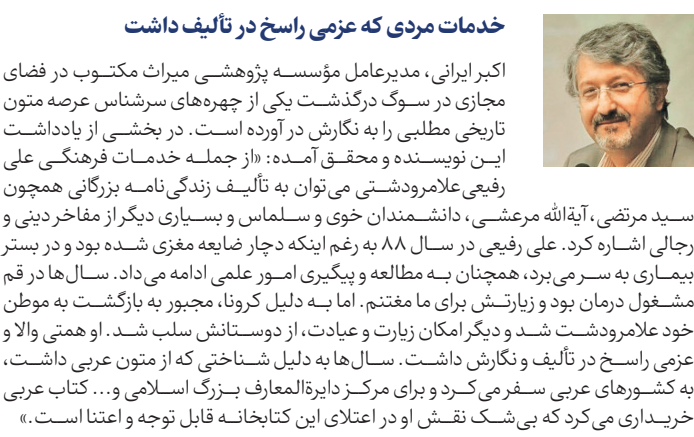 خدمات مردی که عزمی راسخ در تألیف داشت
اکبر ایرانی، مدیرعامل مؤسسه پژوهشی میراث مکتوب در فضای
مجازی در سوگ درگذشت یکی از چهره‌های سرشناس عرصه متون
تاریخی مطلبی را به نگارش در آورده است. در بخشی از یادداشت
این نویسنده و محقق آمده: «از جمله خدمات فرهنگی علی
رفیعی‌علامرودشتی می‌توان به تألیف زندگی‌نامه بزرگانی همچون
سید مرتضی، آیة‌الله مرعشی، دانشمندان خوی و سلماس و بسیاری دیگر از مفاخر دینی و
رجالی اشاره کرد. علی رفیعی در سال ۸۸ به رغم اینکه دچار ضایعه مغزی شده بود و در بستر
بیماری به سر می‌برد، همچنان به مطالعه و پیگیری امور علمی ادامه می‌داد. سال‌ها در قم
مشغول درمان بود و زیارتش برای ما مغتنم. اما به دلیل کرونا، مجبور به بازگشت به موطن
خود علامرودشت شد و دیگر امکان زیارت و عیادت، از دوستانش سلب شد. او همتی والا و
عزمی راسخ در تألیف و نگارش داشت. سال‌ها به دلیل شناختی که از متون عربی داشت،
به کشورهای عربی سفر می‌کرد و برای مرکز دایرةالمعارف بزرگ اسلامی و... کتاب عربی
خریداری می‌کرد که بی‌شک نقش او در اعتلای این کتابخانه قابل توجه و اعتنا است.»